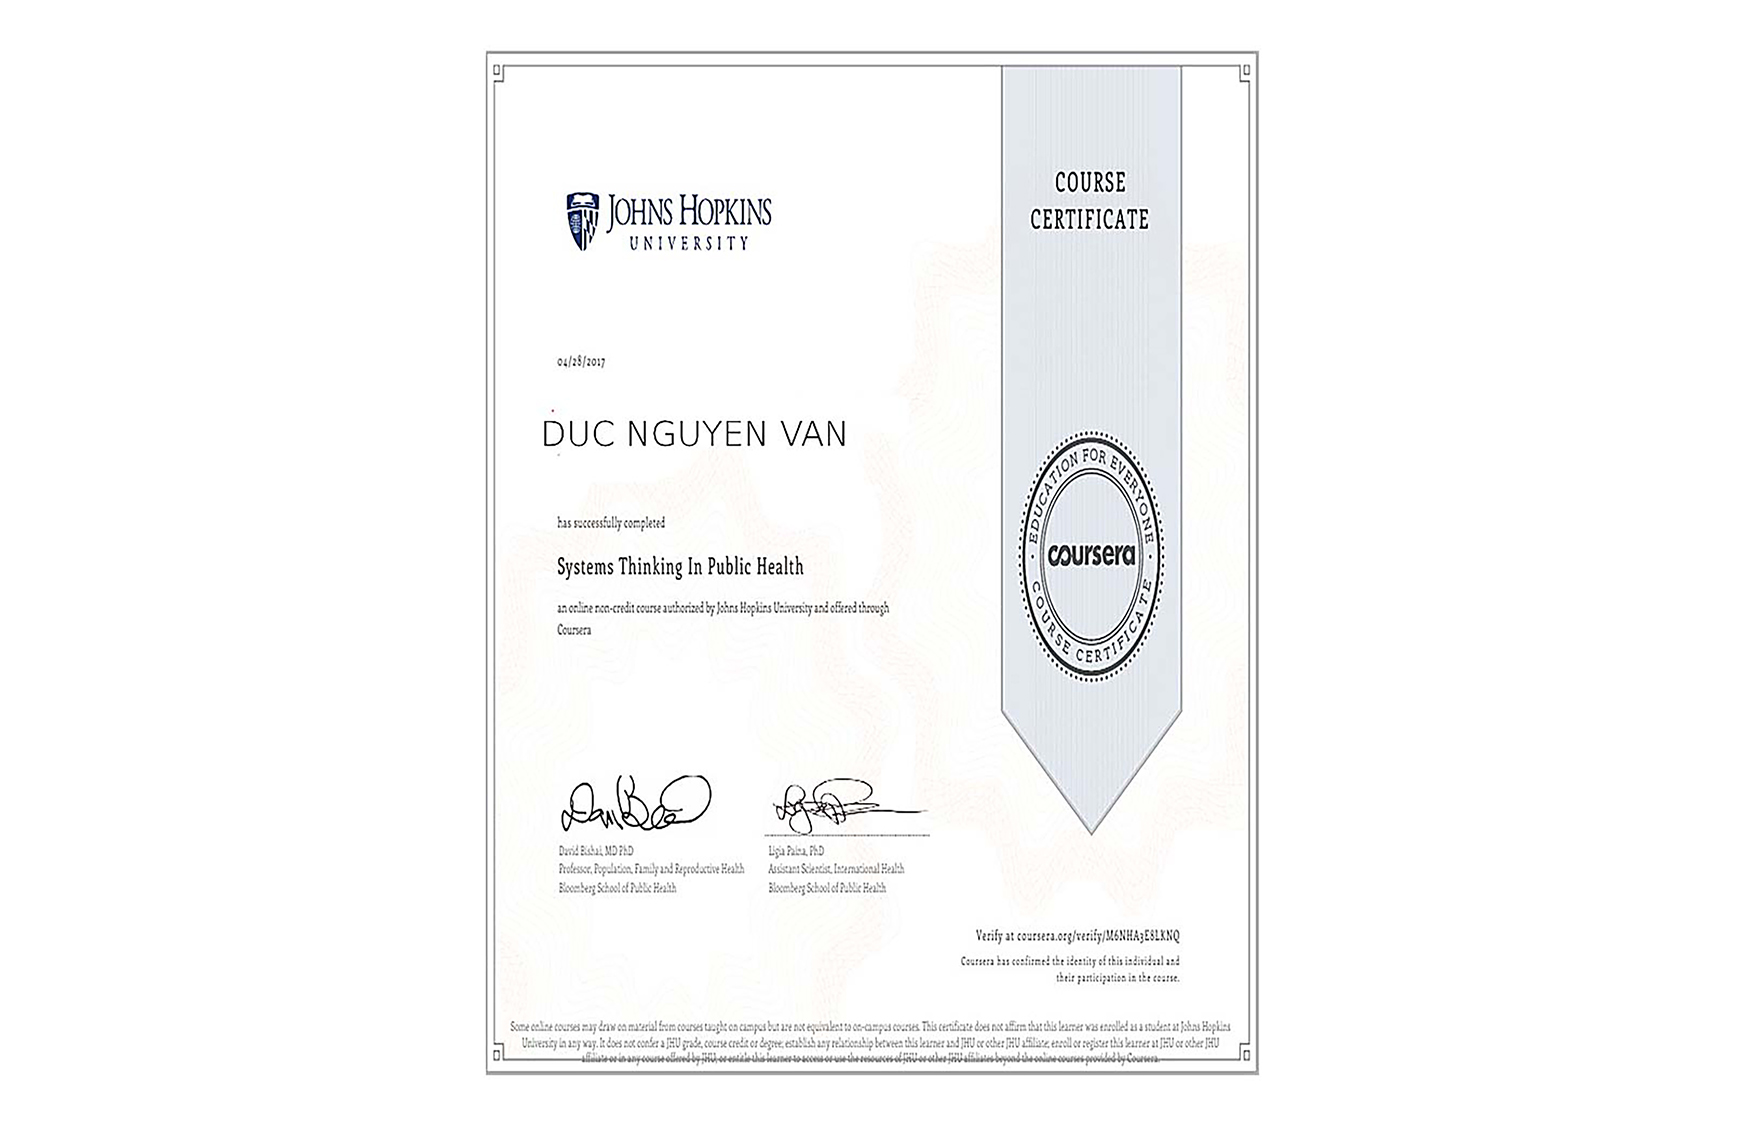 JOHNS HOPKINS
UNIVERSITY
COURSE
CERTIFICATE
04/28/2017
DUC NGUYEN VAN
has successfully completed
Systems Thinking In Public Health
an online non-credit course authorized by Johns Hopkins University and offered through
Coursera
EDUCATION FOR EVERYONE
coursera
COURSE CERTIFICATE
David Bishai, MD PhD
Professor, Population, Family and Reproductive Health
Bloomberg School of Public Health
Ligia Paina, PhD
Assistant Scientist, International Health
Bloomberg School of Public Health
Verify at coursera.org/verify/M6NHA3E8LKNQ
Coursera has confirmed the identity of this individual and
their participation in the course.
Some online courses may draw on material from courses taught on campus but are not equivalent to on-campus courses. This certificate does not affirm that this learner was enrolled as a student at Johns Hopkins
University in any way. It does not confer a JHU grade, course credit or degree; establish any relationship between this learner and JHU or other JHU affiliate; enroll or register this learner at JHU or other JHU
affiliate or in any course offered by JHU; or entitle this learner to access or use the resources of JHU or other JHU affiliates beyond the online courses provided by Coursera.